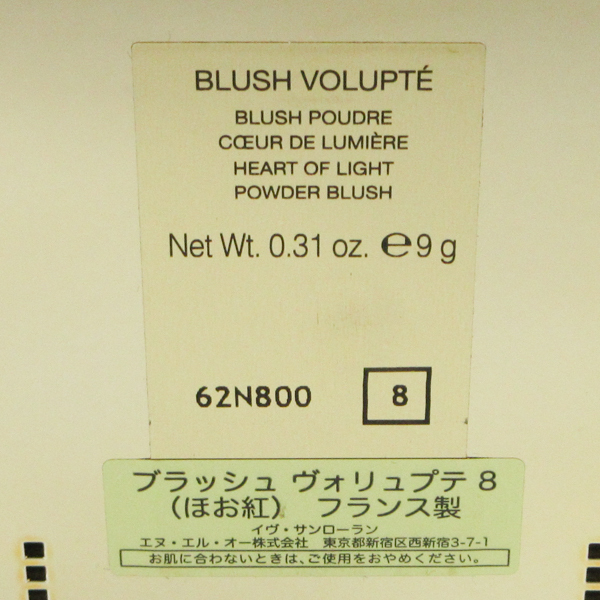 BLUSH VOLUPTÉ
BLUSH POUDRE
CŒUR DE LUMIÈRE
HEART OF LIGHT
POWDER BLUSH
Net Wt. 0.31 oz. ℮ 9 g
62N800 8
ブラッシュ ヴォリュプテ 8
（ほお紅） フランス製
イヴ・サンローラン
エヌ・エル・オー株式会社 東京都新宿区西新宿3-7-1
お肌に合わないときは、ご使用をおやめください。